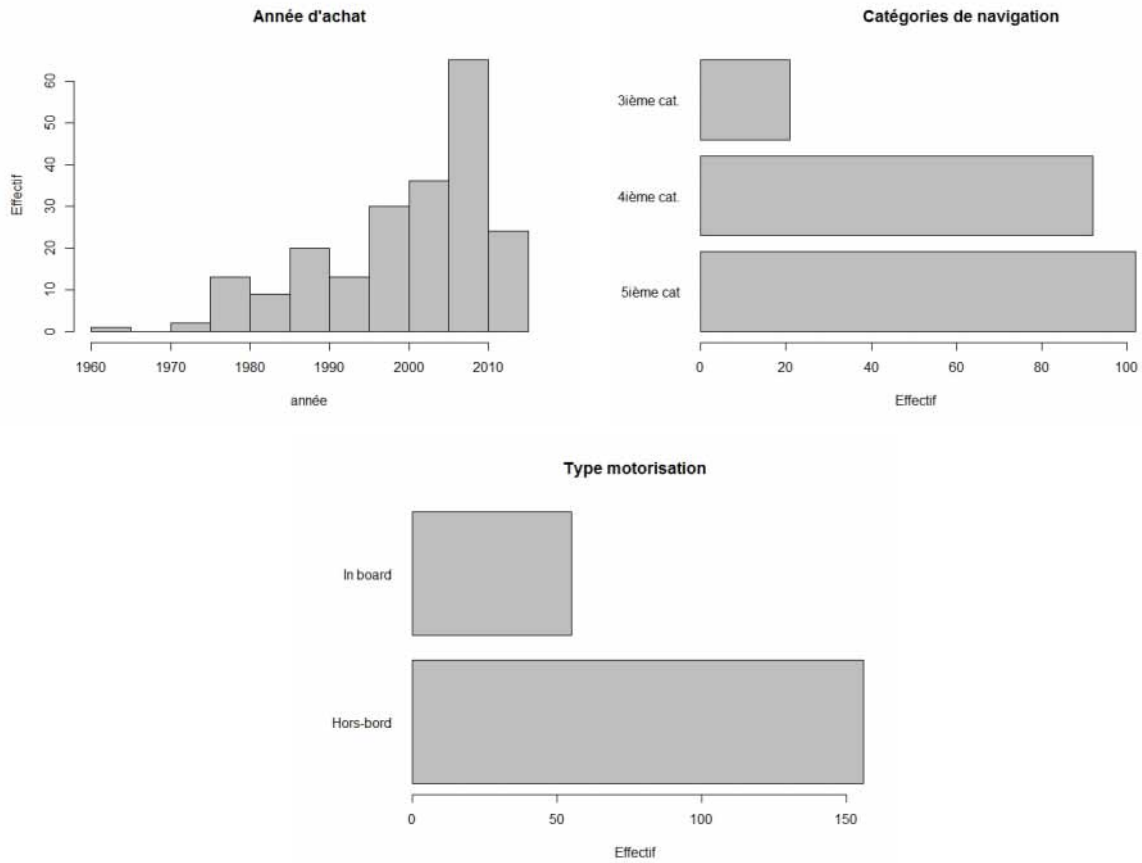 Année d'achat
Effectif
0
10
20
30
40
50
60
1960 1970 1980 1990 2000 2010
année
Catégories de navigation
3ième cat.
4ième cat.
5ième cat
0 20 40 60 80 100
Effectif
Type motorisation
In board
Hors-bord
0 50 100 150
Effectif